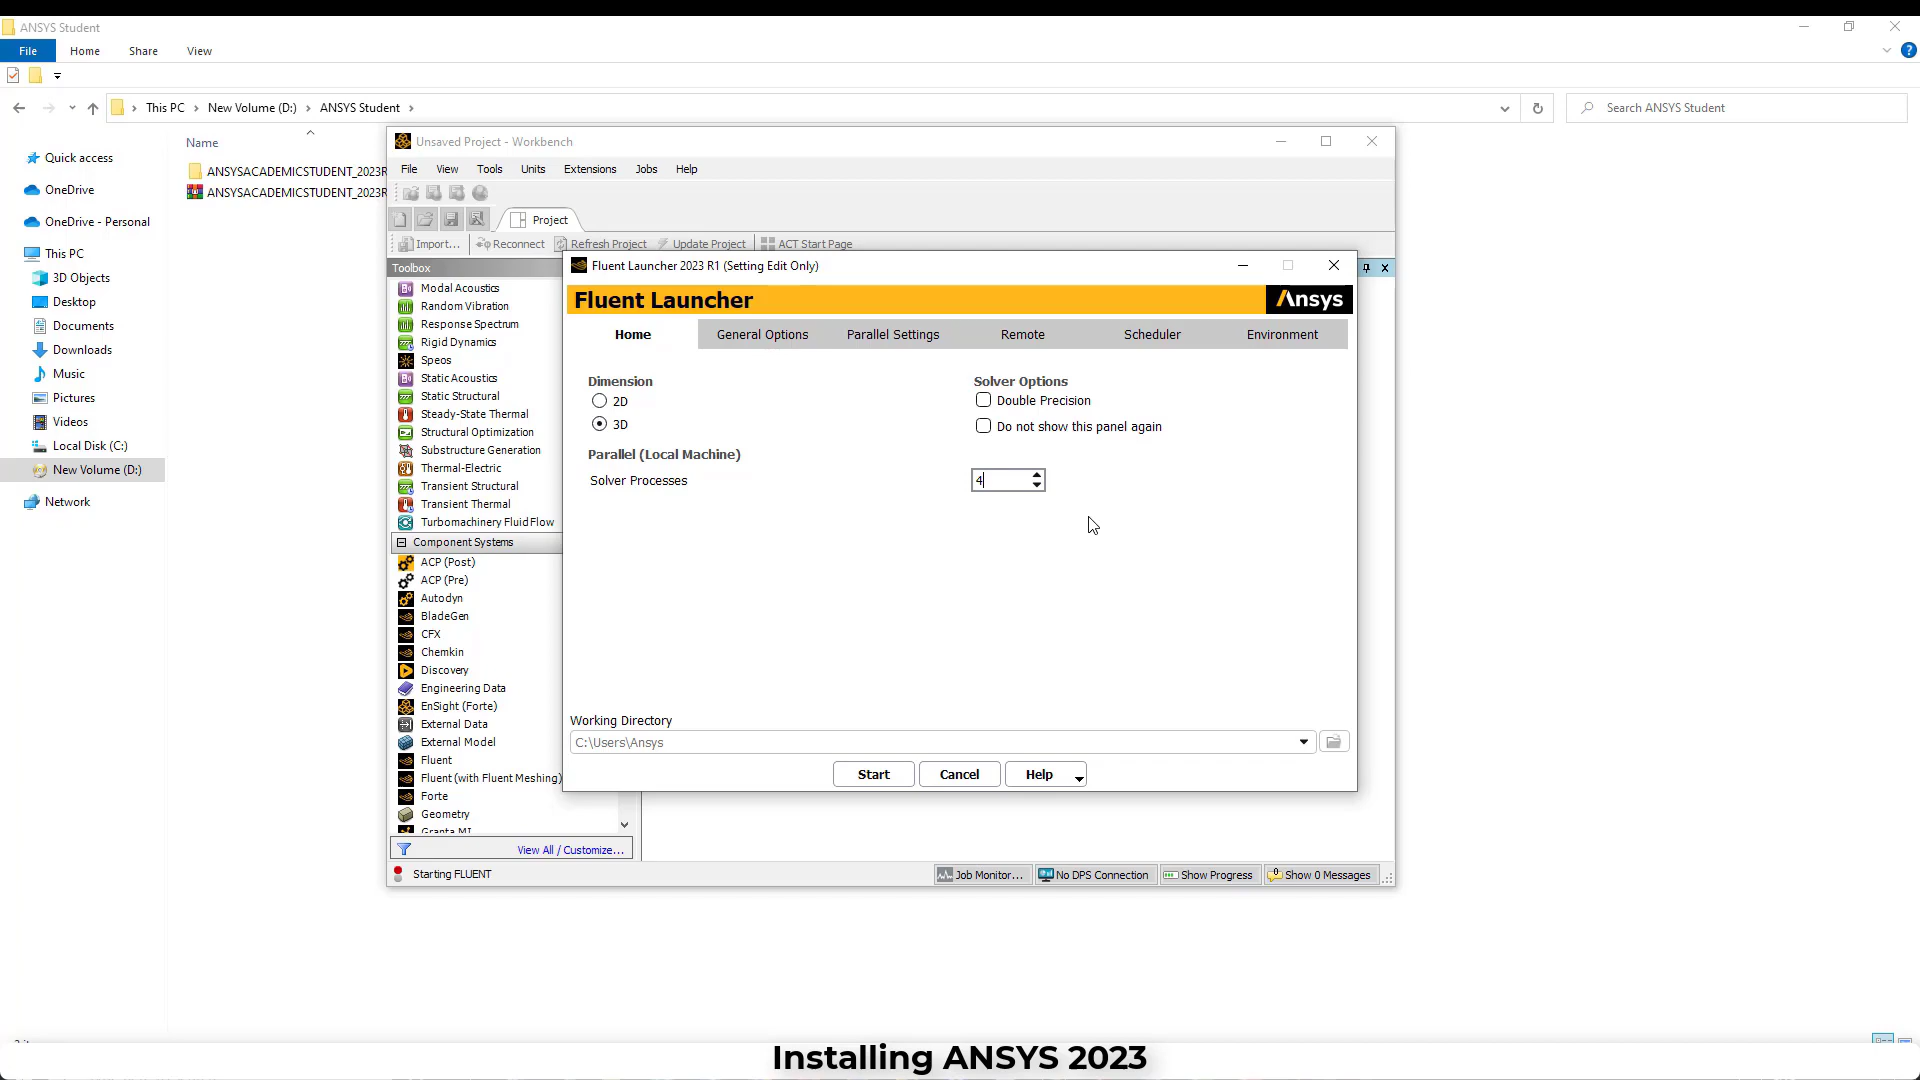 ANSYS Student
File Home Share View
This PC New Volume (D:) ANSYS Student
Search ANSYS Student
Name
ANSYSACADEMICSTUDENT_2023R
ANSYSACADEMICSTUDENT_2023R
Quick access
OneDrive
OneDrive - Personal
This PC
3D Objects
Desktop
Documents
Downloads
Music
Pictures
Videos
Local Disk (C:)
New Volume (D:)
Network
Unsaved Project - Workbench
File View Tools Units Extensions Jobs Help
Project
Import... Reconnect Refresh Project Update Project ACT Start Page
Toolbox
Modal Acoustics
Random Vibration
Response Spectrum
Rigid Dynamics
Speos
Static Acoustics
Static Structural
Steady-State Thermal
Structural Optimization
Substructure Generation
Thermal-Electric
Transient Structural
Transient Thermal
Turbomachinery Fluid Flow
Component Systems
ACP (Post)
ACP (Pre)
Autodyn
BladeGen
CFX
Chemkin
Discovery
Engineering Data
EnSight (Forte)
External Data
External Model
Fluent
Fluent (with Fluent Meshing)
Forte
Geometry
Granta MI
View All / Customize...
Starting FLUENT
Job Monitor... No DPS Connection Show Progress Show 0 Messages
Fluent Launcher 2023 R1 (Setting Edit Only)
Fluent Launcher
Ansys
Home General Options Parallel Settings Remote Scheduler Environment
Dimension
2D
3D
Solver Options
Double Precision
Do not show this panel again
Parallel (Local Machine)
Solver Processes 4
Working Directory
C:\Users\Ansys
Start Cancel Help
Installing ANSYS 2023